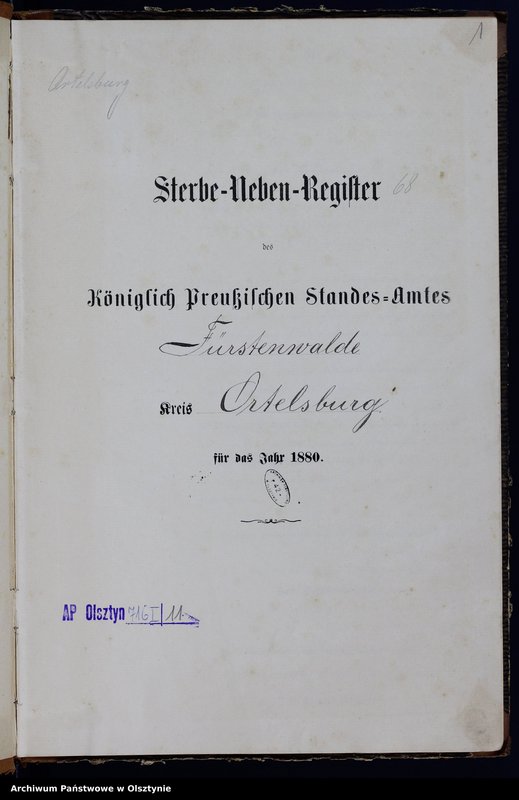 1
Ortelsburg
Sterbe-Neben-Register 68
des
Königlich Preußischen Standes-Amtes
Fürstenwalde
Kreis Ortelsburg.
für das Jahr 1880.
AP Olsztyn 716 I/11
Archiwum Państwowe w Olsztynie